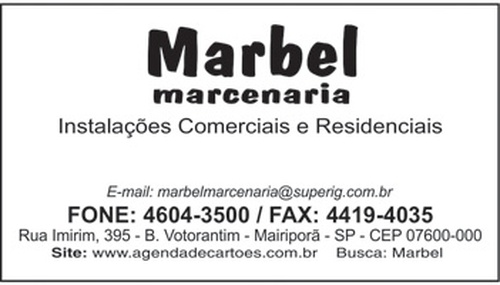 Marbel
marcenaria
Instalações Comerciais e Residenciais
E-mail: marbelmarcenaria@superig.com.br
FONE: 4604-3500 / FAX: 4419-4035
Rua Imirim, 395 - B. Votorantim - Mairiporã - SP - CEP 07600-000
Site: www.agendadecartoes.com.br Busca: Marbel